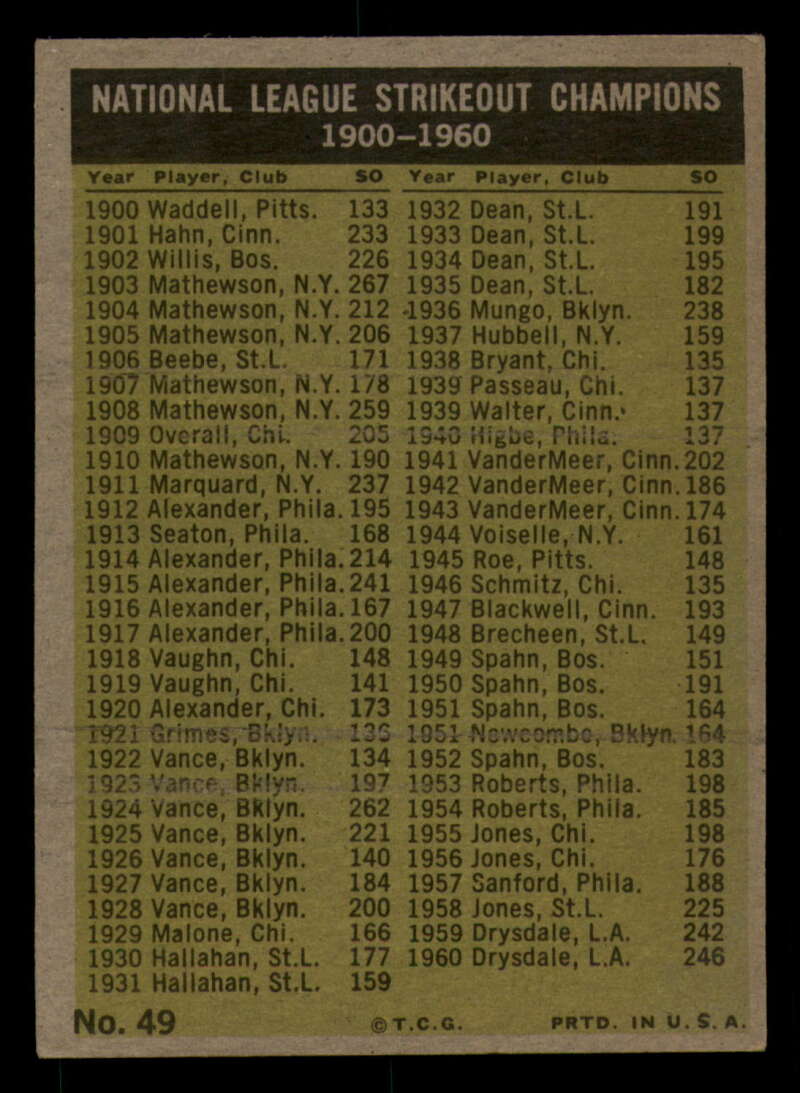 NATIONAL LEAGUE STRIKEOUT CHAMPIONS
1900-1960
Year Player, Club SO
1900 Waddell, Pitts. 133
1901 Hahn, Cinn. 233
1902 Willis, Bos. 226
1903 Mathewson, N.Y. 267
1904 Mathewson, N.Y. 212
1905 Mathewson, N.Y. 206
1906 Beebe, St.L. 171
1907 Mathewson, N.Y. 178
1908 Mathewson, N.Y. 259
1909 Overall, Chi. 205
1910 Mathewson, N.Y. 190
1911 Marquard, N.Y. 237
1912 Alexander, Phila. 195
1913 Seaton, Phila. 168
1914 Alexander, Phila. 214
1915 Alexander, Phila. 241
1916 Alexander, Phila. 167
1917 Alexander, Phila. 200
1918 Vaughn, Chi. 148
1919 Vaughn, Chi. 141
1920 Alexander, Chi. 173
1921 Grimes, Bklyn. 136
1922 Vance, Bklyn. 134
1923 Vance, Bklyn. 197
1924 Vance, Bklyn. 262
1925 Vance, Bklyn. 221
1926 Vance, Bklyn. 140
1927 Vance, Bklyn. 184
1928 Vance, Bklyn. 200
1929 Malone, Chi. 166
1930 Hallahan, St.L. 177
1931 Hallahan, St.L. 159
Year Player, Club SO
1932 Dean, St.L. 191
1933 Dean, St.L. 199
1934 Dean, St.L. 195
1935 Dean, St.L. 182
1936 Mungo, Bklyn. 238
1937 Hubbell, N.Y. 159
1938 Bryant, Chi. 135
1939 Passeau, Chi. 137
1939 Walter, Cinn. 137
1940 Higbe, Phila. 137
1941 VanderMeer, Cinn. 202
1942 VanderMeer, Cinn. 186
1943 VanderMeer, Cinn. 174
1944 Voiselle, N.Y. 161
1945 Roe, Pitts. 148
1946 Schmitz, Chi. 135
1947 Blackwell, Cinn. 193
1948 Brecheen, St.L. 149
1949 Spahn, Bos. 151
1950 Spahn, Bos. 191
1951 Spahn, Bos. 164
1951 Newcombe, Bklyn. 164
1952 Spahn, Bos. 183
1953 Roberts, Phila. 198
1954 Roberts, Phila. 185
1955 Jones, Chi. 198
1956 Jones, Chi. 176
1957 Sanford, Phila. 188
1958 Jones, St.L. 225
1959 Drysdale, L.A. 242
1960 Drysdale, L.A. 246
No. 49 © T.C.G. PRTD. IN U.S.A.